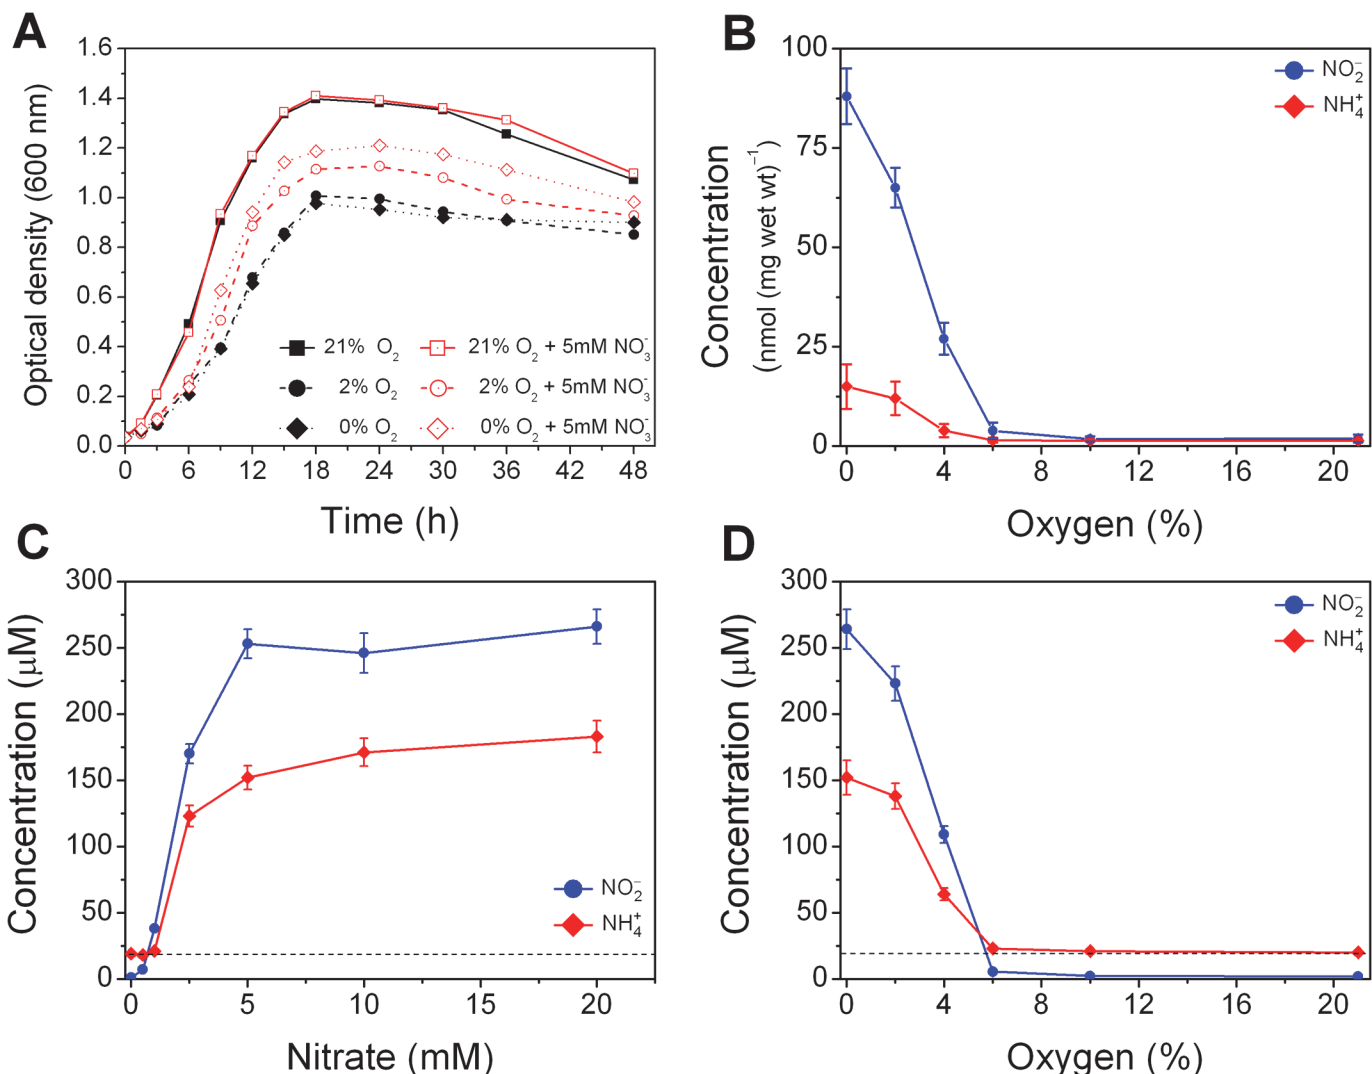 A
Optical density (600 nm)
1.6
1.4
1.2
1.0
0.8
0.6
0.4
0.2
0.0
21% O₂
2% O₂
0% O₂
21% O₂ + 5mM NO₃⁻
2% O₂ + 5mM NO₃⁻
0% O₂ + 5mM NO₃⁻
0 6 12 18 24 30 36 42 48
Time (h)
B
Concentration
(nmol (mg wet wt)⁻¹)
100
75
50
25
0
NO₂⁻
NH₄⁺
0 4 8 12 16 20
Oxygen (%)
C
Concentration (μM)
300
250
200
150
100
50
0
NO₂⁻
NH₄⁺
0 5 10 15 20
Nitrate (mM)
D
Concentration (μM)
300
250
200
150
100
50
0
NO₂⁻
NH₄⁺
0 4 8 12 16 20
Oxygen (%)